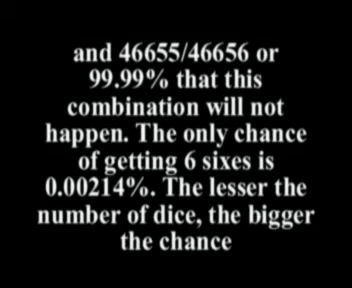 and 46655/46656 or
99.99% that this
combination will not
happen. The only chance
of getting 6 sixes is
0.00214%. The lesser the
number of dice, the bigger
the chance